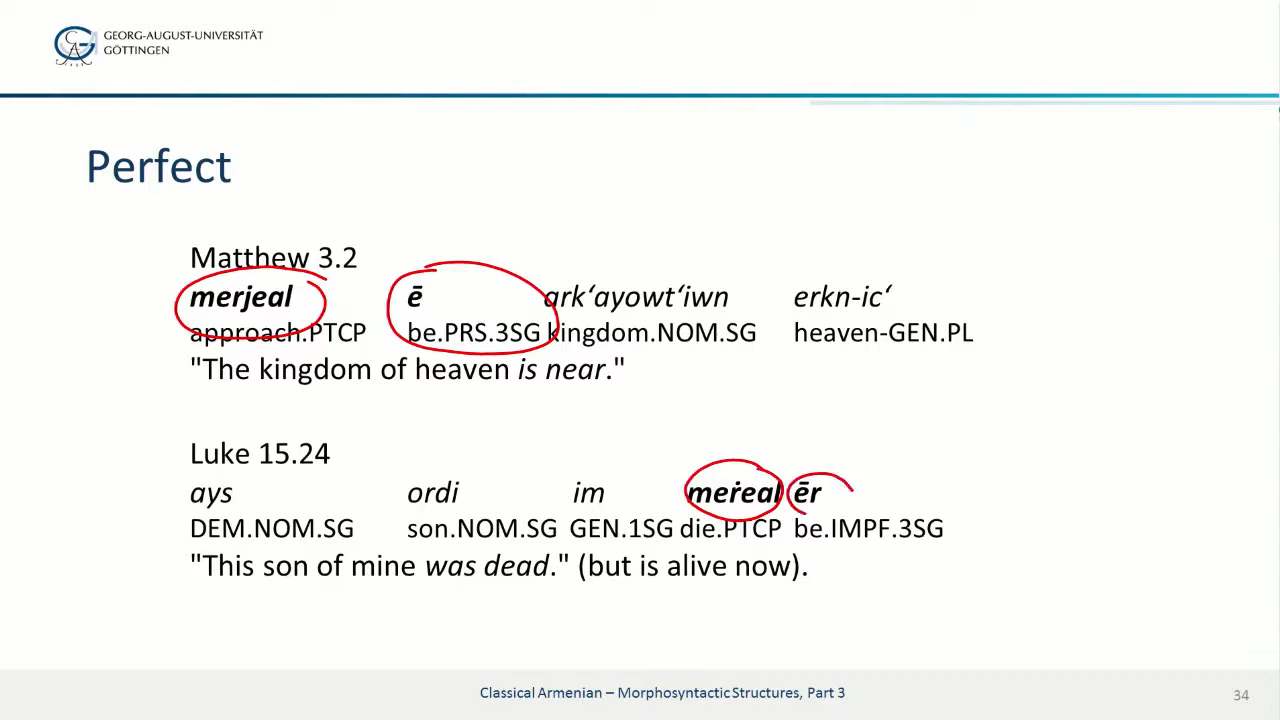 GEORG-AUGUST-UNIVERSITÄT
GÖTTINGEN
Perfect
Matthew 3.2
merjeal ē ark‘ayowt‘iwn erkn-ic‘
approach.PTCP be.PRS.3SG kingdom.NOM.SG heaven-GEN.PL
"The kingdom of heaven is near."
Luke 15.24
ays ordi im meṙeal ēr
DEM.NOM.SG son.NOM.SG GEN.1SG die.PTCP be.IMPF.3SG
"This son of mine was dead." (but is alive now).
Classical Armenian – Morphosyntactic Structures, Part 3
34